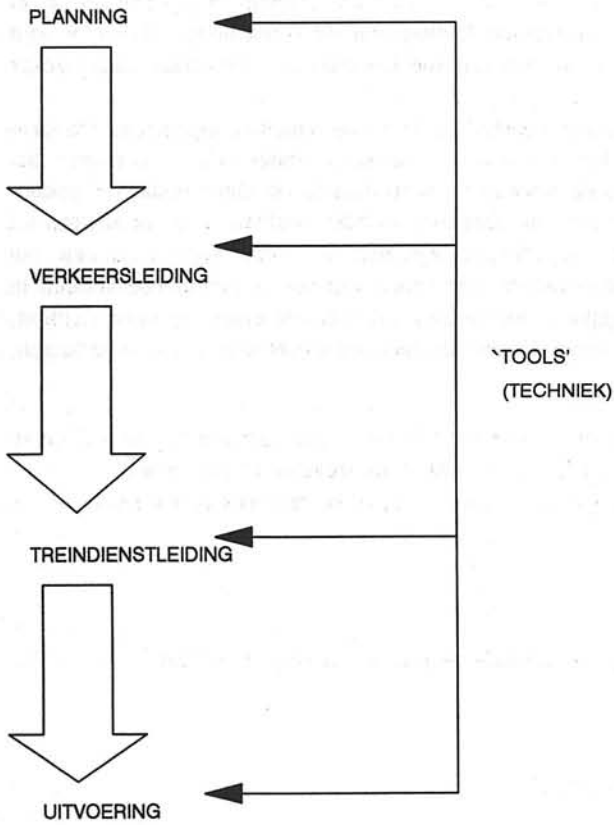 PLANNING
VERKEERSLEIDING
`TOOLS'
(TECHNIEK)
TREINDIENSTLEIDING
UITVOERING